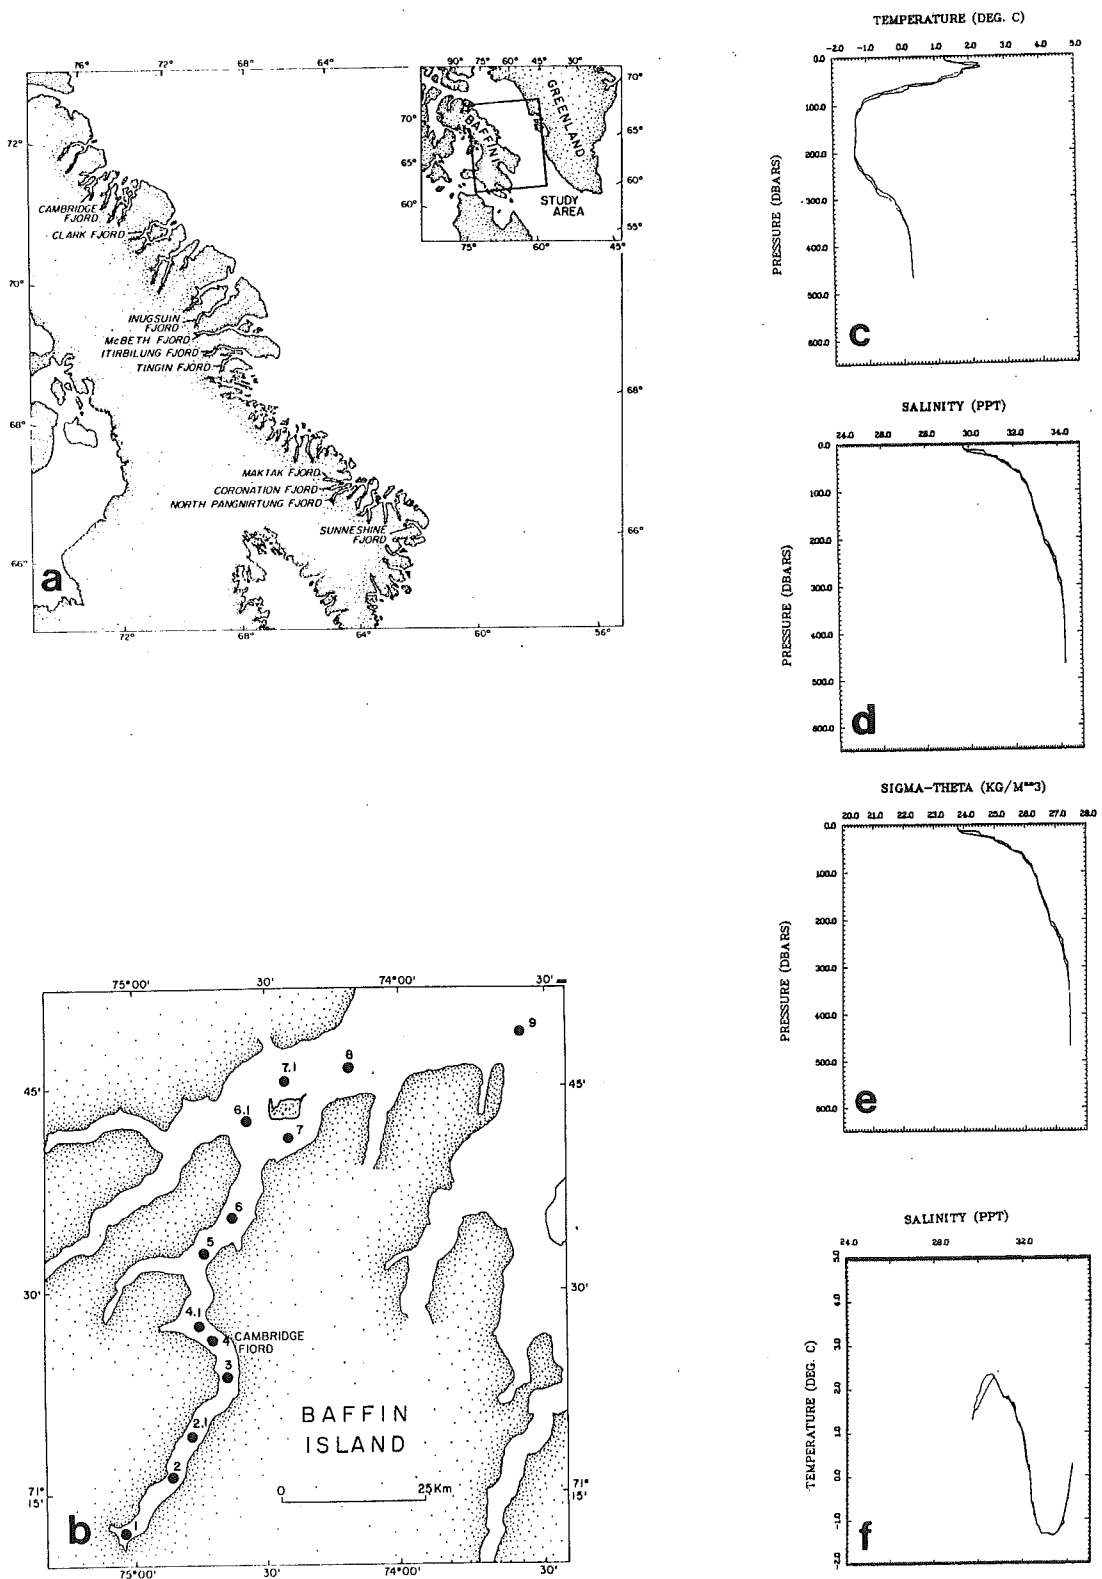 76°
72°
68°
64°
72°
70°
68°
66°
CAMBRIDGE
FJORD
CLARK FJORD
INUGSUIN
FJORD
McBETH FJORD
ITIRBILUNG FJORD
TINGIN FJORD
MAKTAK FJORD
CORONATION FJORD
NORTH PANGNIRTUNG FJORD
SUNNESHINE
FJORD
68°
66°
a
72°
68°
64°
60°
56°
90° 75° 60° 45° 30°
70°
65°
60°
70°
65°
60°
55°
GREENLAND
BAFFIN I
STUDY
AREA
75°
60°
45°
75°00'
30'
74°00'
30'
45'
30'
71°
15'
45'
30'
71°
15'
9
8
7.1
6.1
7
6
5
4.1
4
CAMBRIDGE
FIORD
3
2.1
2
1
BAFFIN
ISLAND
0
25Km
b
75°00'
30'
74°00'
30'
TEMPERATURE (DEG. C)
-2.0 -1.0 0.0 1.0 2.0 3.0 4.0 5.0
PRESSURE (DBARS)
0.0
100.0
200.0
300.0
400.0
500.0
600.0
c
SALINITY (PPT)
24.0 26.0 28.0 30.0 32.0 34.0
PRESSURE (DBARS)
0.0
100.0
200.0
300.0
400.0
500.0
600.0
d
SIGMA-THETA (KG/M**3)
20.0 21.0 22.0 23.0 24.0 25.0 26.0 27.0 28.0
PRESSURE (DBARS)
0.0
100.0
200.0
300.0
400.0
500.0
600.0
e
SALINITY (PPT)
24.0 28.0 32.0
TEMPERATURE (DEG. C)
5.0
4.0
3.0
2.0
1.0
0.0
-1.0
-2.0
f